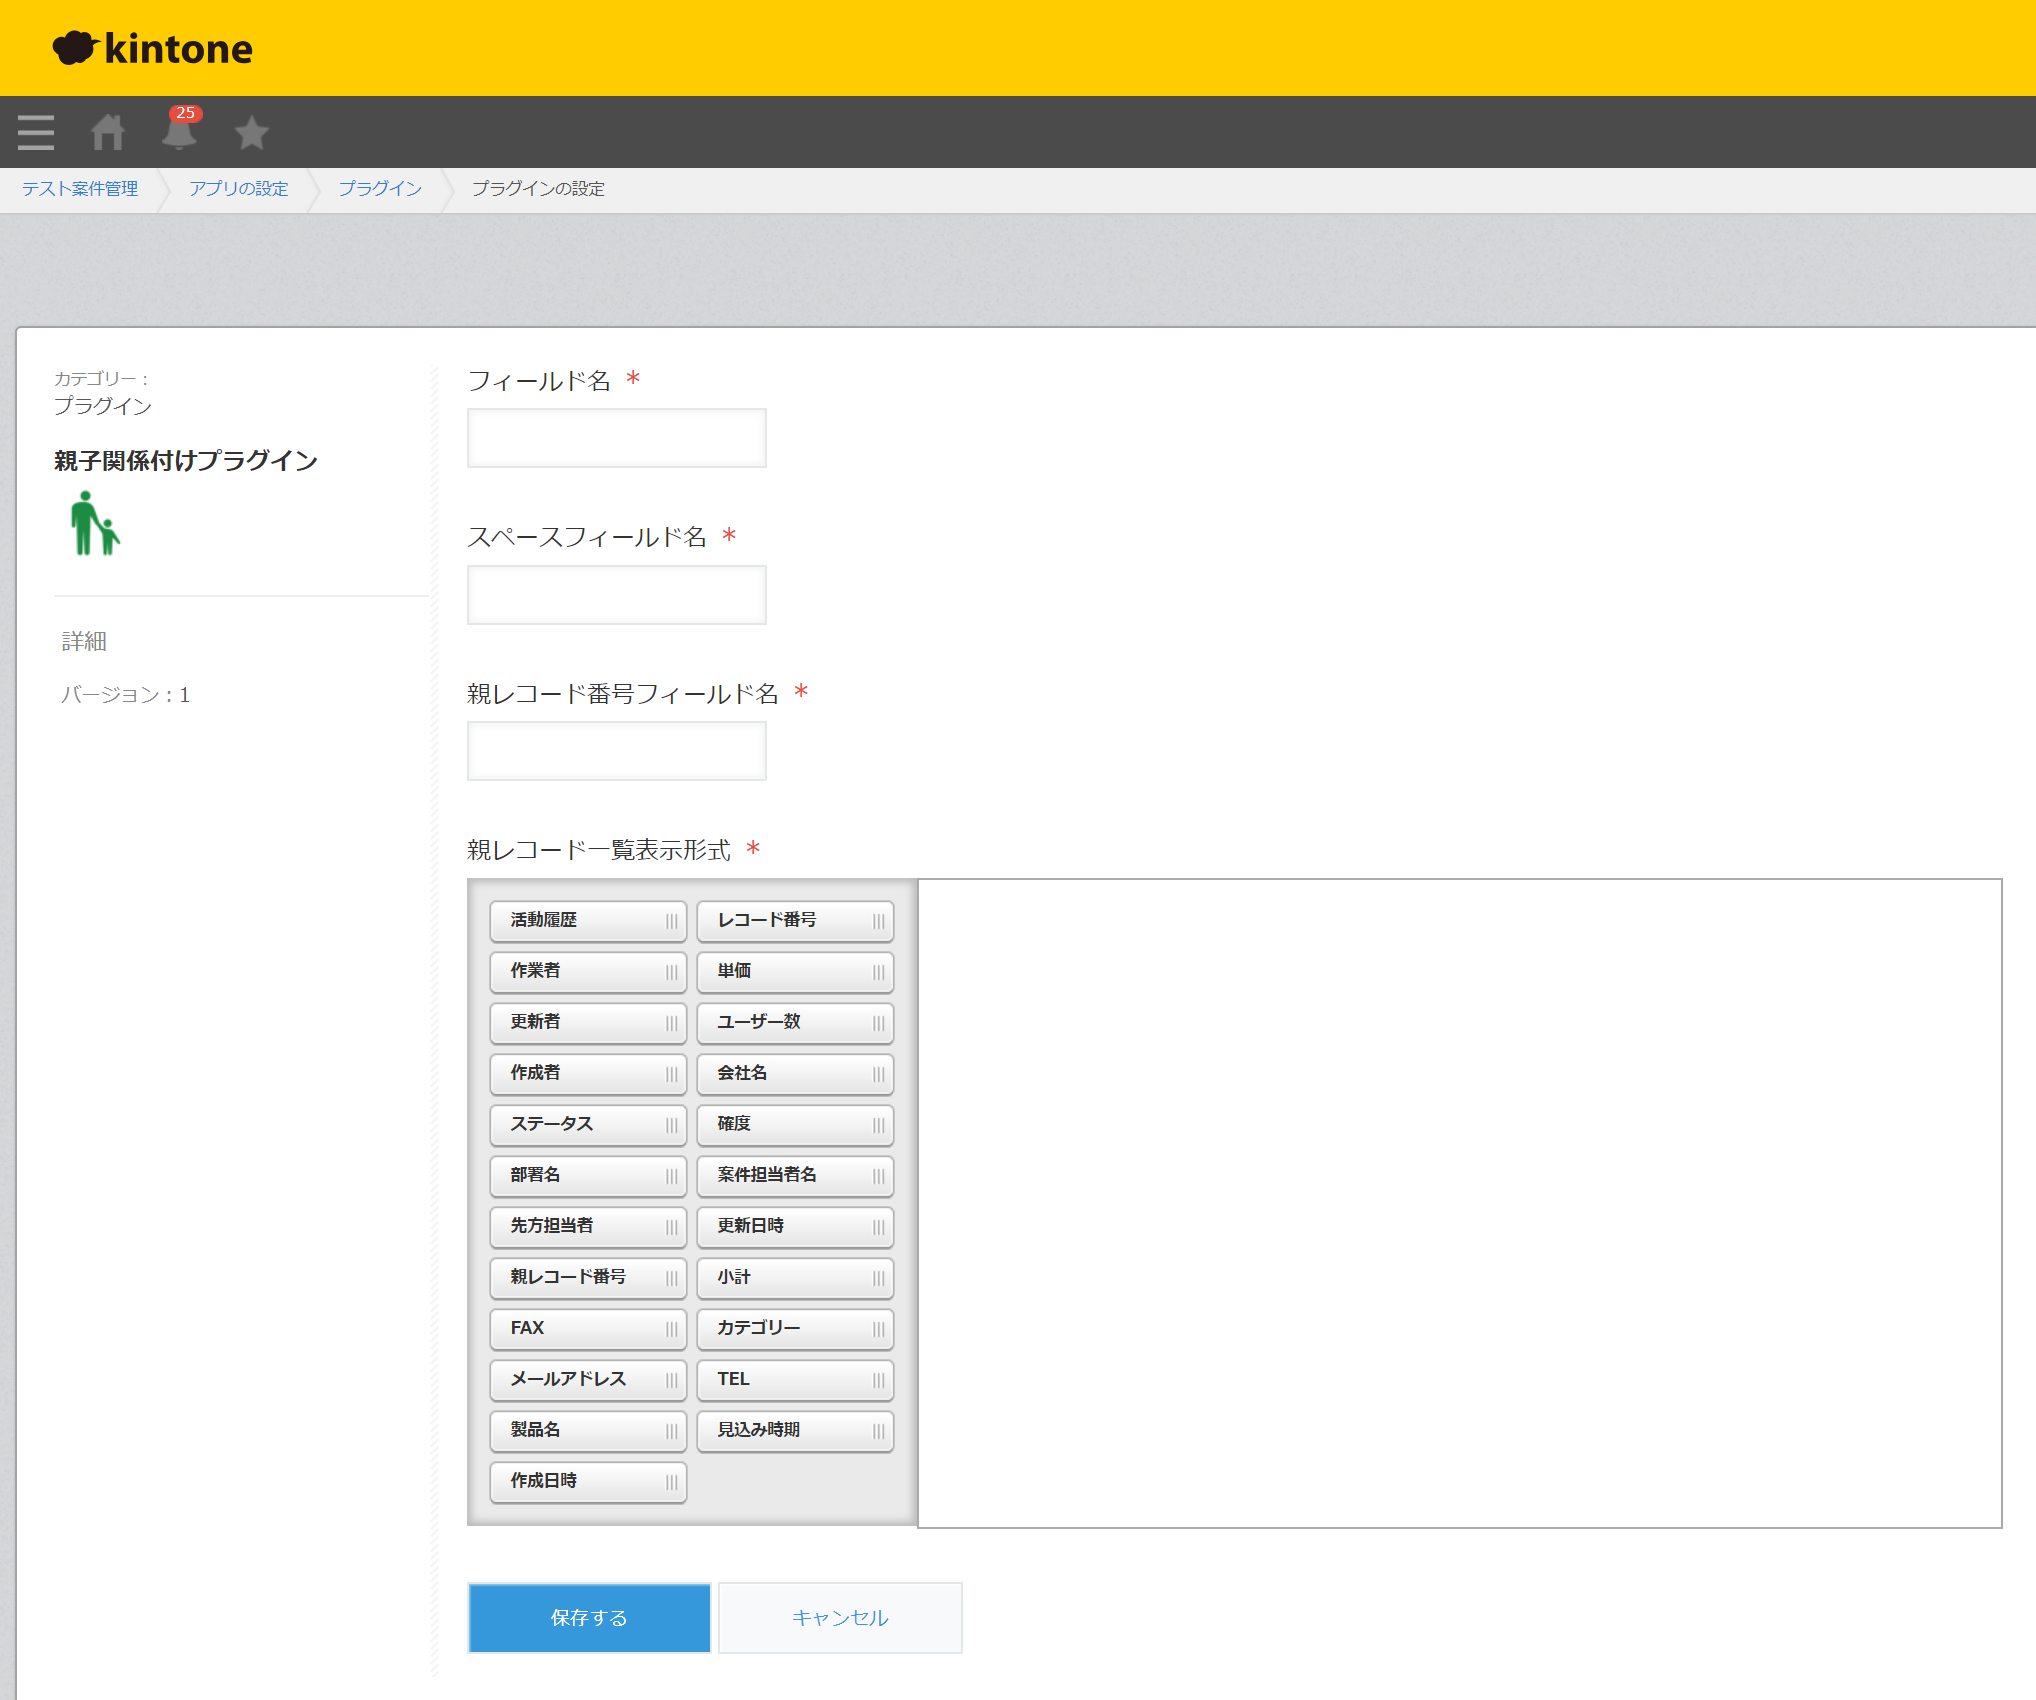 kintone
25
テスト案件管理 アプリの設定 プラグイン プラグインの設定
カテゴリー：
プラグイン
親子関係付けプラグイン
詳細
バージョン：1
フィールド名 *
スペースフィールド名 *
親レコード番号フィールド名 *
親レコード一覧表示形式 *
活動履歴 レコード番号
作業者 単価
更新者 ユーザー数
作成者 会社名
ステータス 確度
部署名 案件担当者名
先方担当者 更新日時
親レコード番号 小計
FAX カテゴリー
メールアドレス TEL
製品名 見込み時期
作成日時
保存する キャンセル